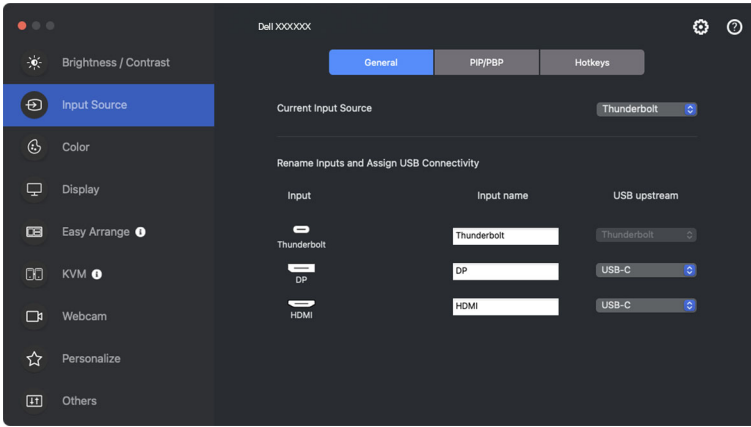 Dell XXXXXX
Brightness / Contrast
Input Source
Color
Display
Easy Arrange
KVM
Webcam
Personalize
Others
General PIP/PBP Hotkeys
Current Input Source Thunderbolt
Rename Inputs and Assign USB Connectivity
Input Input name USB upstream
Thunderbolt Thunderbolt Thunderbolt
DP DP USB-C
HDMI HDMI USB-C